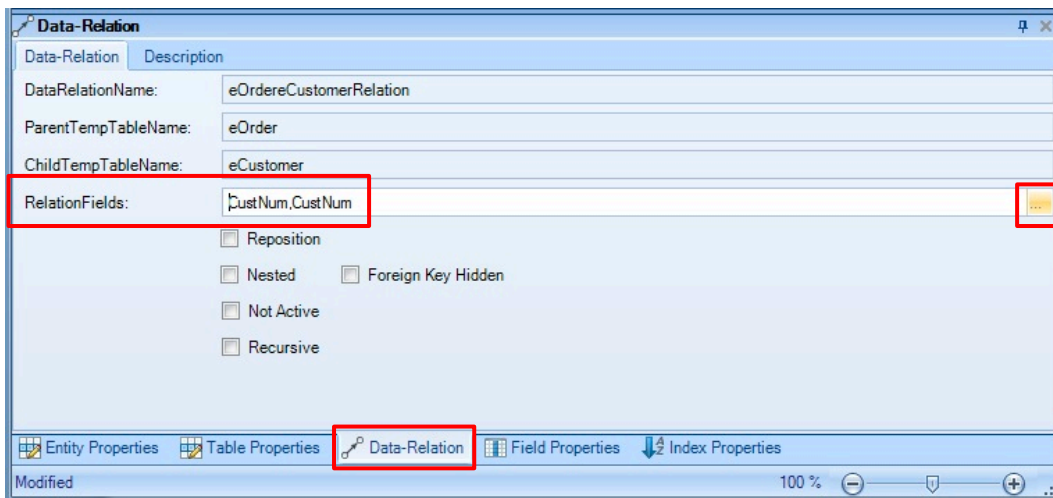 Data-Relation
Data-Relation Description
DataRelationName: eOrdereCustomerRelation
ParentTempTableName: eOrder
ChildTempTableName: eCustomer
RelationFields: CustNum,CustNum ...
Reposition
Nested Foreign Key Hidden
Not Active
Recursive
Entity Properties Table Properties Data-Relation Field Properties Index Properties
Modified 100 %